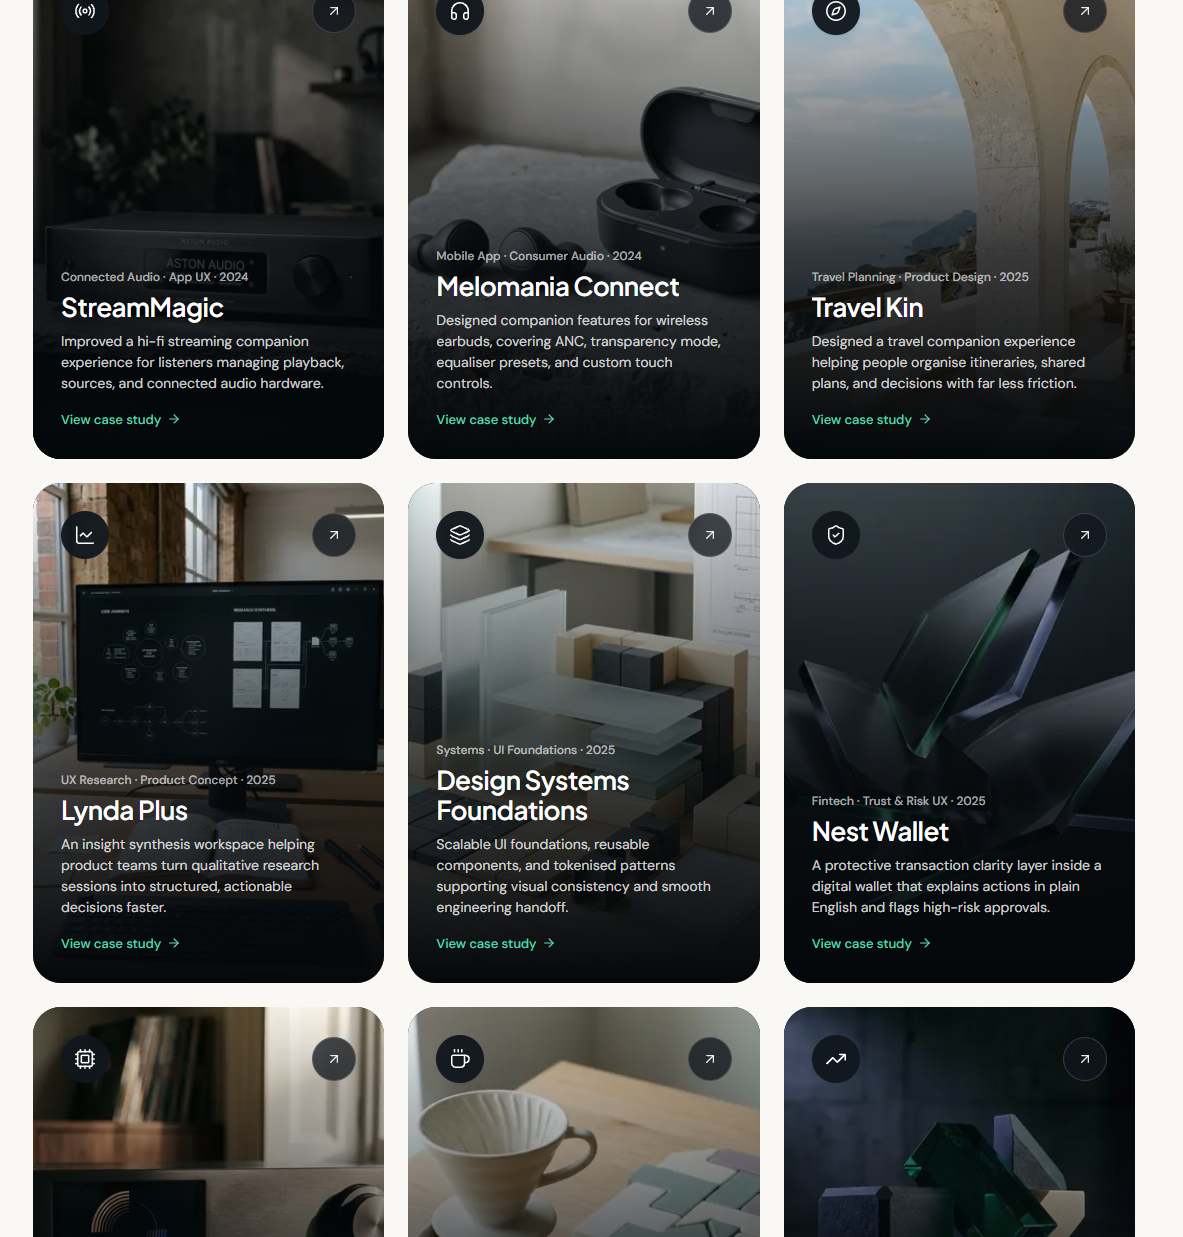 ASTON AUDIO
ASTON AUDIO
Connected Audio · App UX · 2024
StreamMagic
Improved a hi-fi streaming companion
experience for listeners managing playback,
sources, and connected audio hardware.
View case study →
Mobile App · Consumer Audio · 2024
Melomania Connect
Designed companion features for wireless
earbuds, covering ANC, transparency mode,
equaliser presets, and custom touch
controls.
View case study →
Travel Planning · Product Design · 2025
Travel Kin
Designed a travel companion experience
helping people organise itineraries, shared
plans, and decisions with far less friction.
View case study →
USER JOURNEYS
RESEARCH SYNTHESIS
UX Research · Product Concept · 2025
Lynda Plus
An insight synthesis workspace helping
product teams turn qualitative research
sessions into structured, actionable
decisions faster.
View case study →
Systems · UI Foundations · 2025
Design Systems
Foundations
Scalable UI foundations, reusable
components, and tokenised patterns
supporting visual consistency and smooth
engineering handoff.
View case study →
Fintech · Trust & Risk UX · 2025
Nest Wallet
A protective transaction clarity layer inside a
digital wallet that explains actions in plain
English and flags high-risk approvals.
View case study →